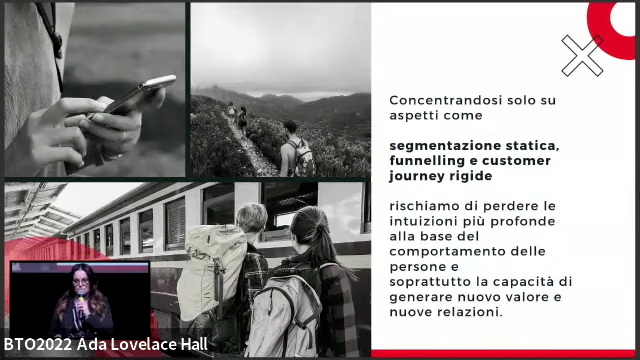 Concentrandosi solo su
aspetti come
segmentazione statica,
funnelling e customer
journey rigide
rischiamo di perdere le
intuizioni più profonde
alla base del
comportamento delle
persone e
soprattutto la capacità di
generare nuovo valore e
nuove relazioni.
BTO2022 Ada Lovelace Hall